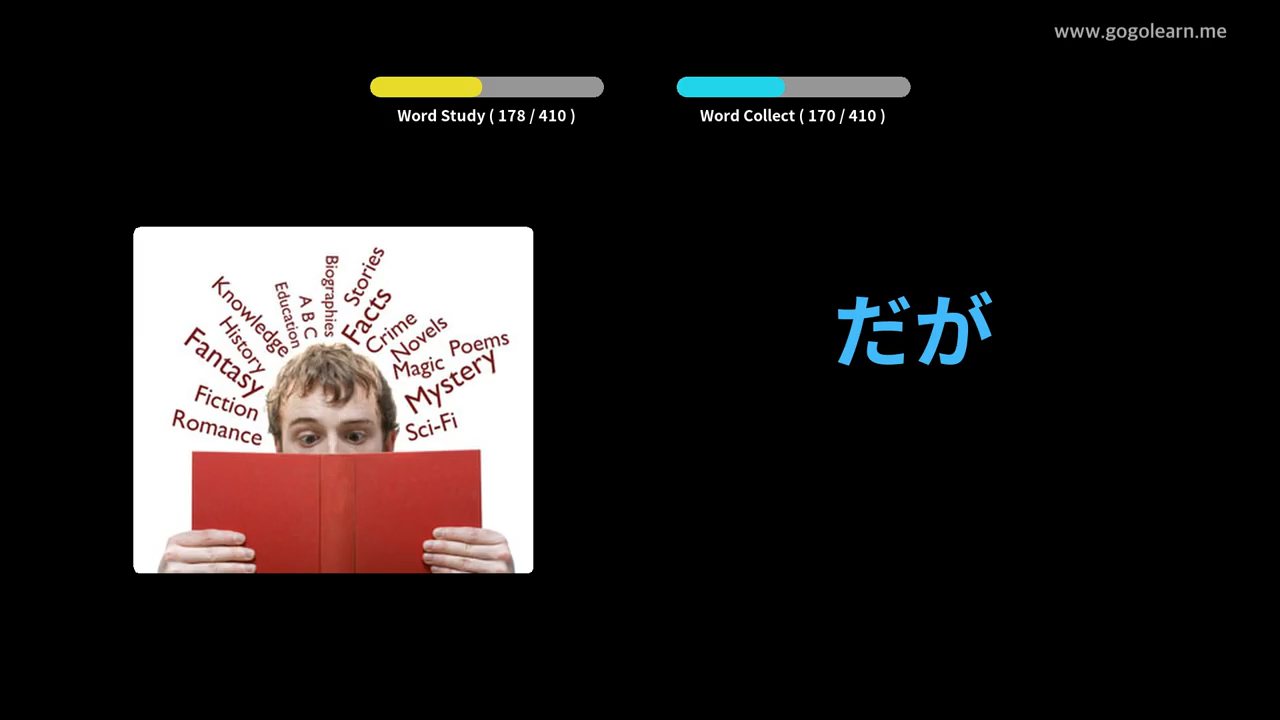 www.gogolearn.me
Word Study ( 178 / 410 )
Word Collect ( 170 / 410 )
だが
Knowledge
Education
A B C
Biographies
Stories
Facts
Crime
Novels
Poems
History
Fantasy
Magic
Mystery
Fiction
Romance
Sci-Fi